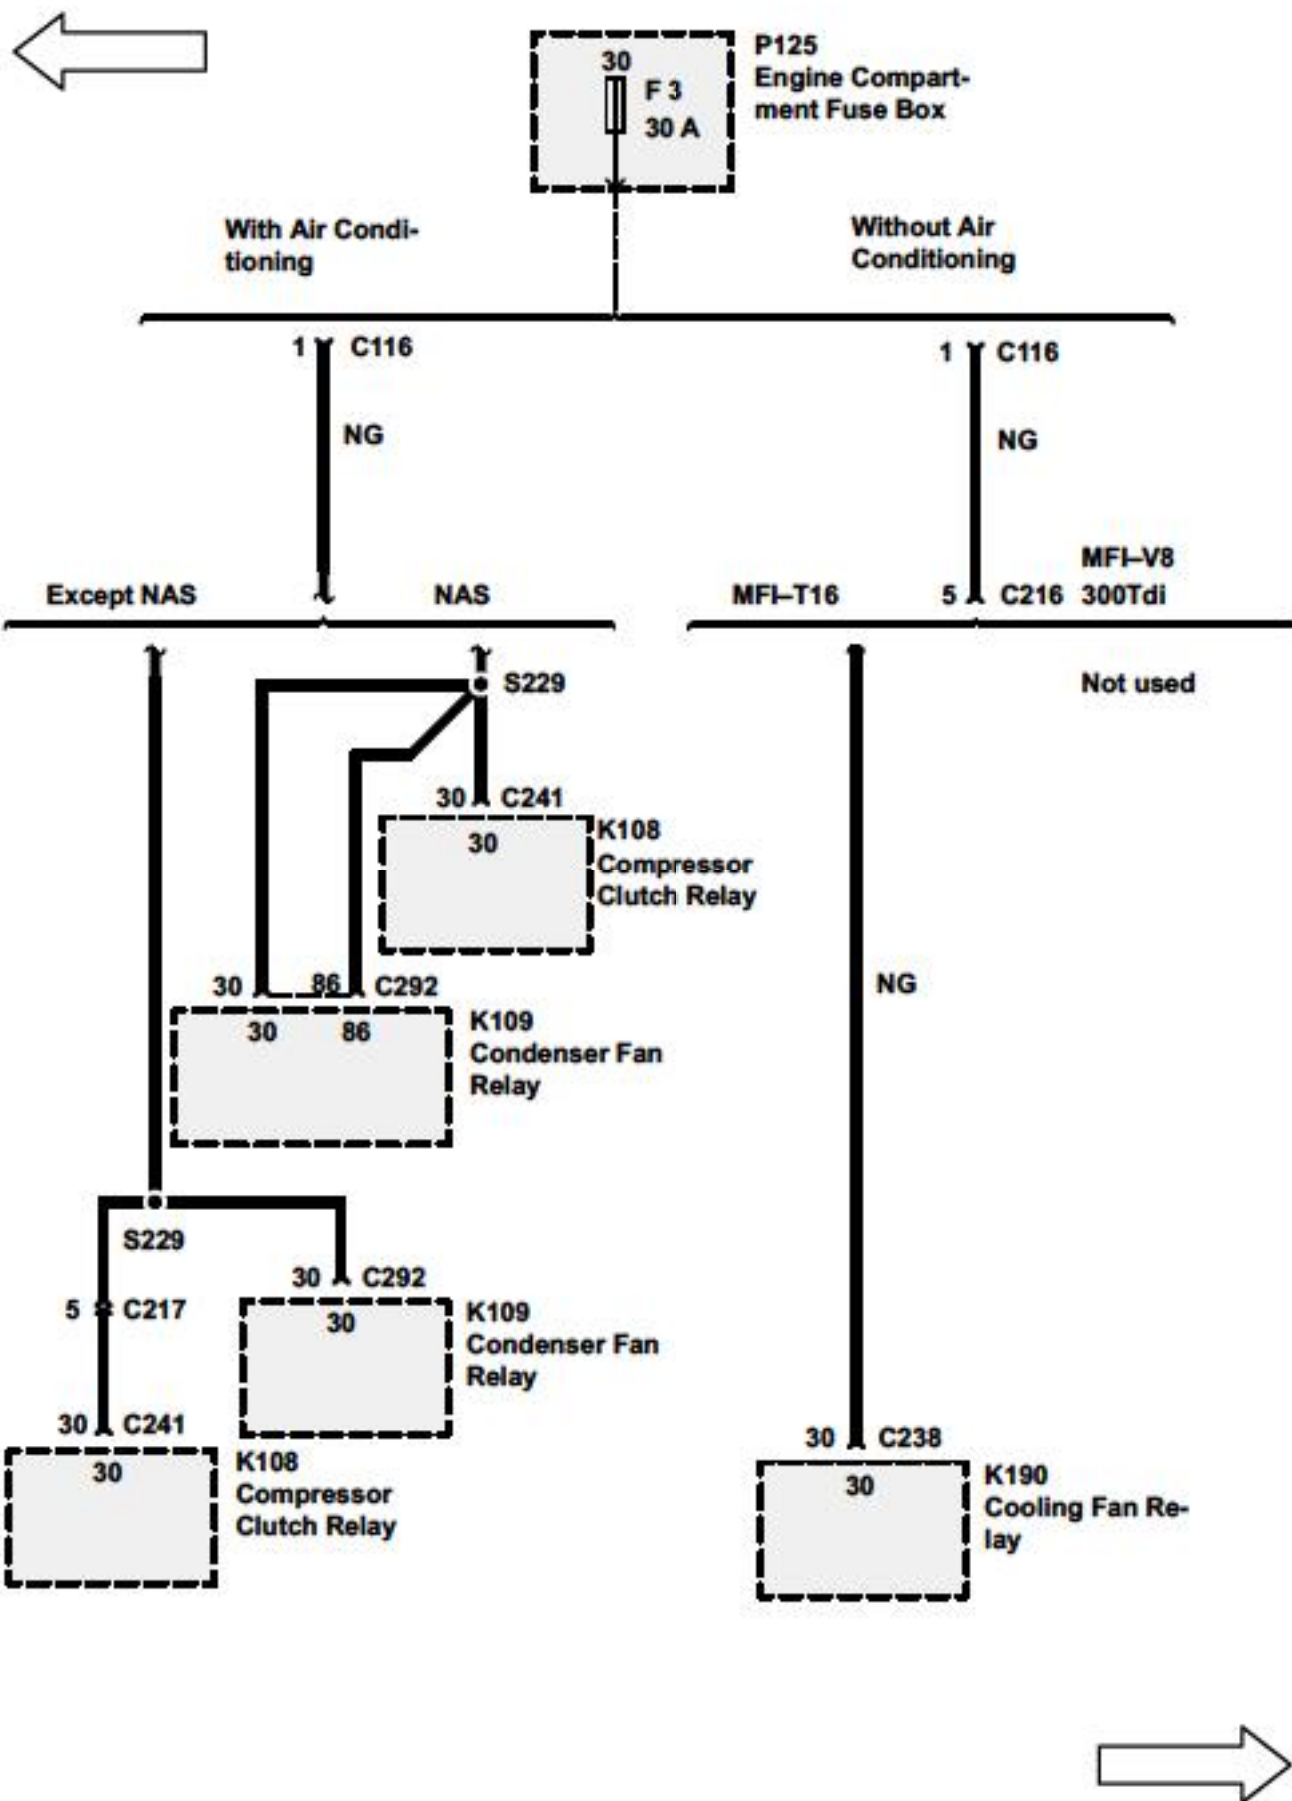 P125
Engine Compart-
ment Fuse Box
30
F 3
30 A
With Air Condi-
tioning
Without Air
Conditioning
1 C116
1 C116
NG
NG
Except NAS
NAS
MFI–T16
5 C216
MFI–V8
300Tdi
S229
Not used
30 C241
30
K108
Compressor
Clutch Relay
NG
30 86 C292
30 86
K109
Condenser Fan
Relay
S229
30 C292
5 C217
30
K109
Condenser Fan
Relay
30 C241
30
K108
Compressor
Clutch Relay
30 C238
30
K190
Cooling Fan Re-
lay